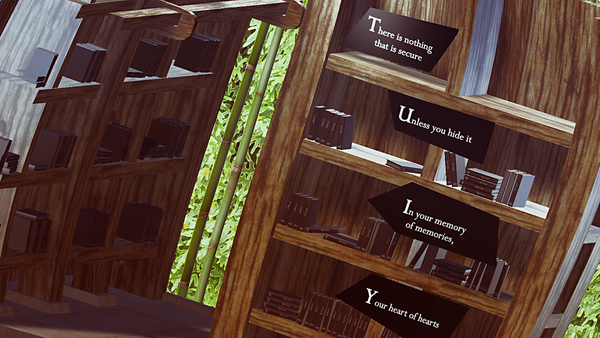 There is nothing
that is secure
Unless you hide it
In your memory
of memories,
Your heart of hearts